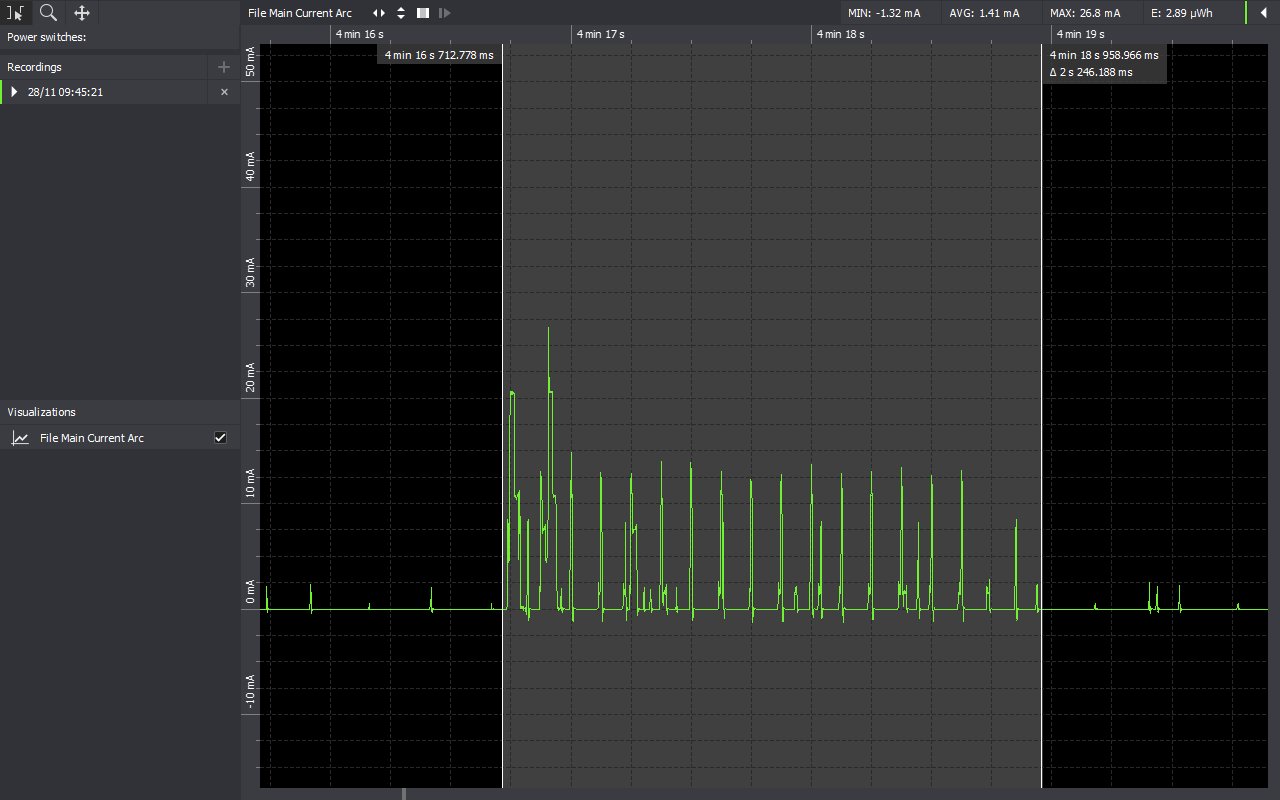 File Main Current Arc
MIN: -1.32 mA
AVG: 1.41 mA
MAX: 26.8 mA
E: 2.89 µWh
Power switches:
Recordings
28/11 09:45:21
Visualizations
File Main Current Arc
4 min 16 s
4 min 17 s
4 min 18 s
4 min 19 s
4 min 16 s 712.778 ms
4 min 18 s 958.966 ms
Δ 2 s 246.188 ms
50 mA
40 mA
30 mA
20 mA
10 mA
0 mA
-10 mA